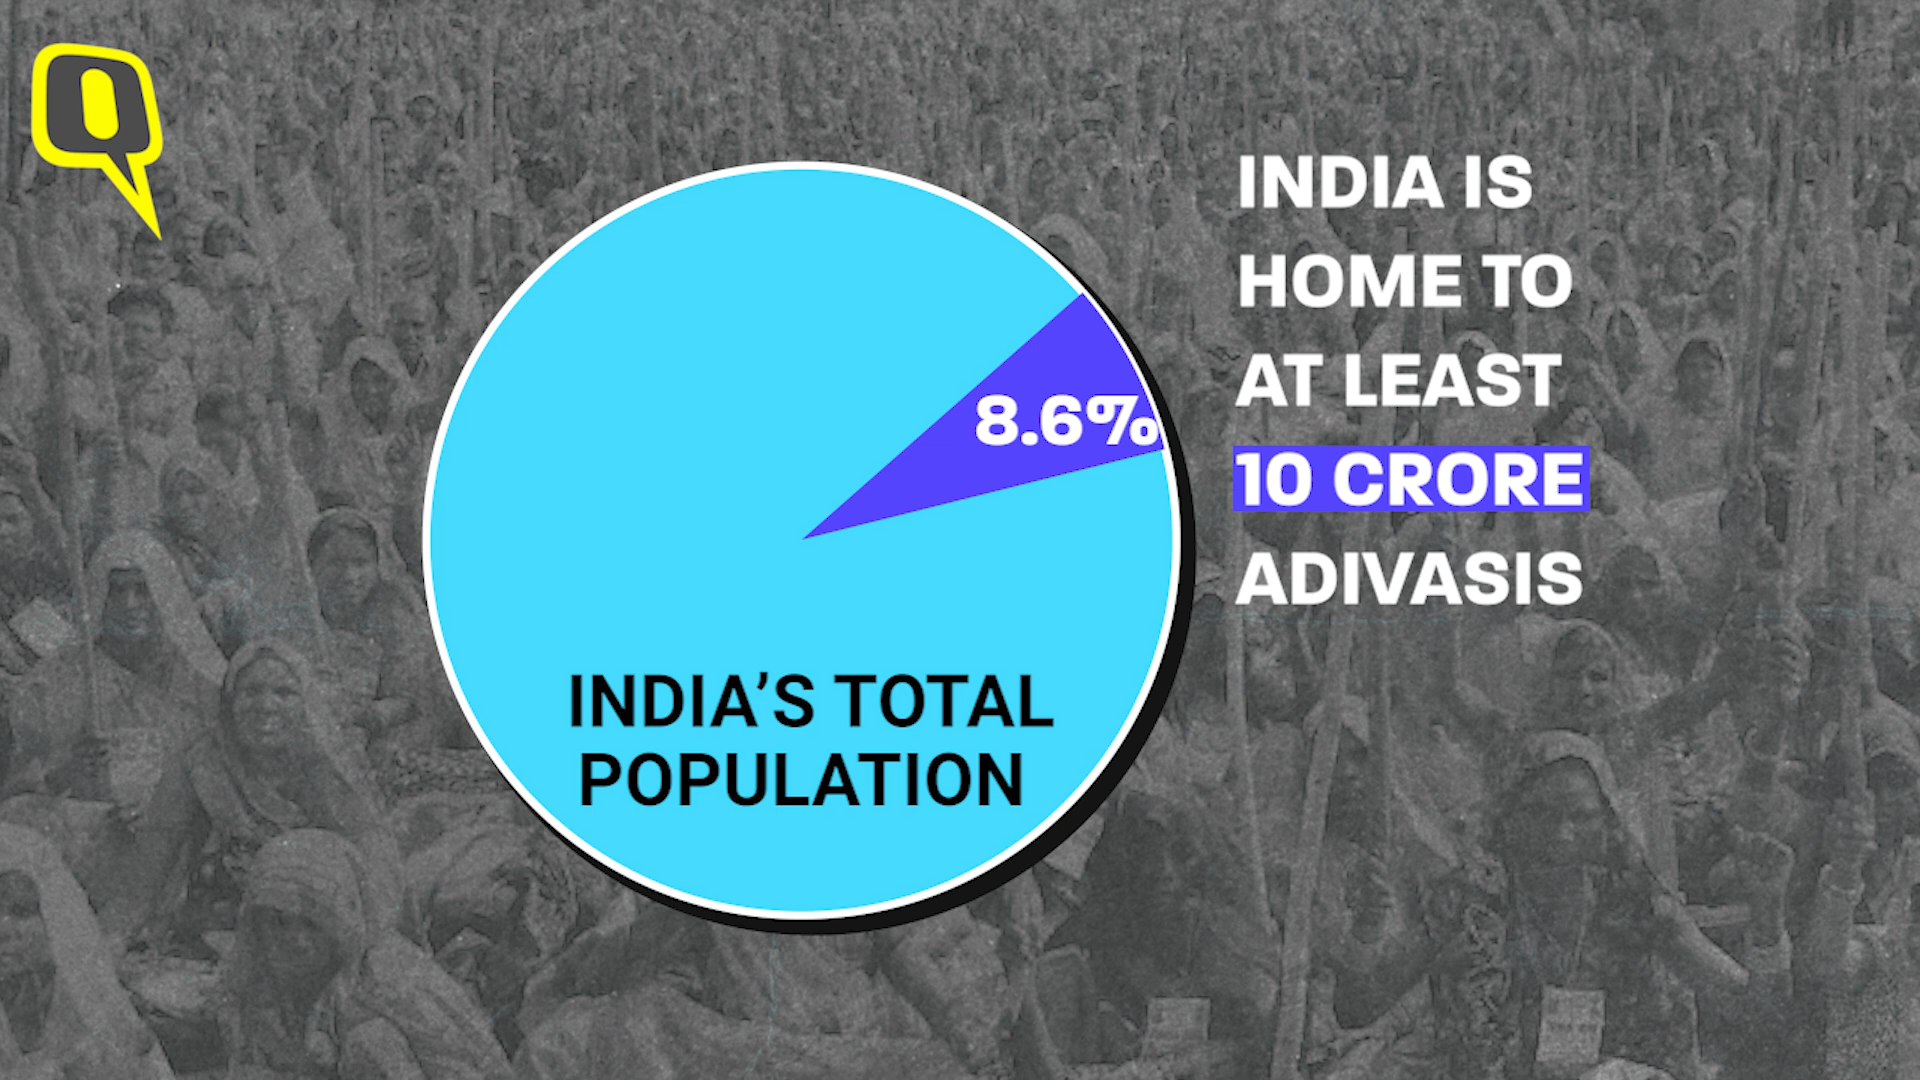 Q
8.6%
INDIA'S TOTAL
POPULATION
INDIA IS
HOME TO
AT LEAST
10 CRORE
ADIVASIS